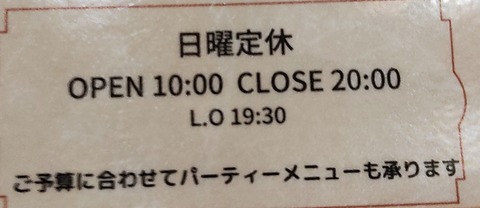 日曜定休
OPEN 10:00 CLOSE 20:00
L.O 19:30
ご予算に合わせてパーティーメニューも承ります